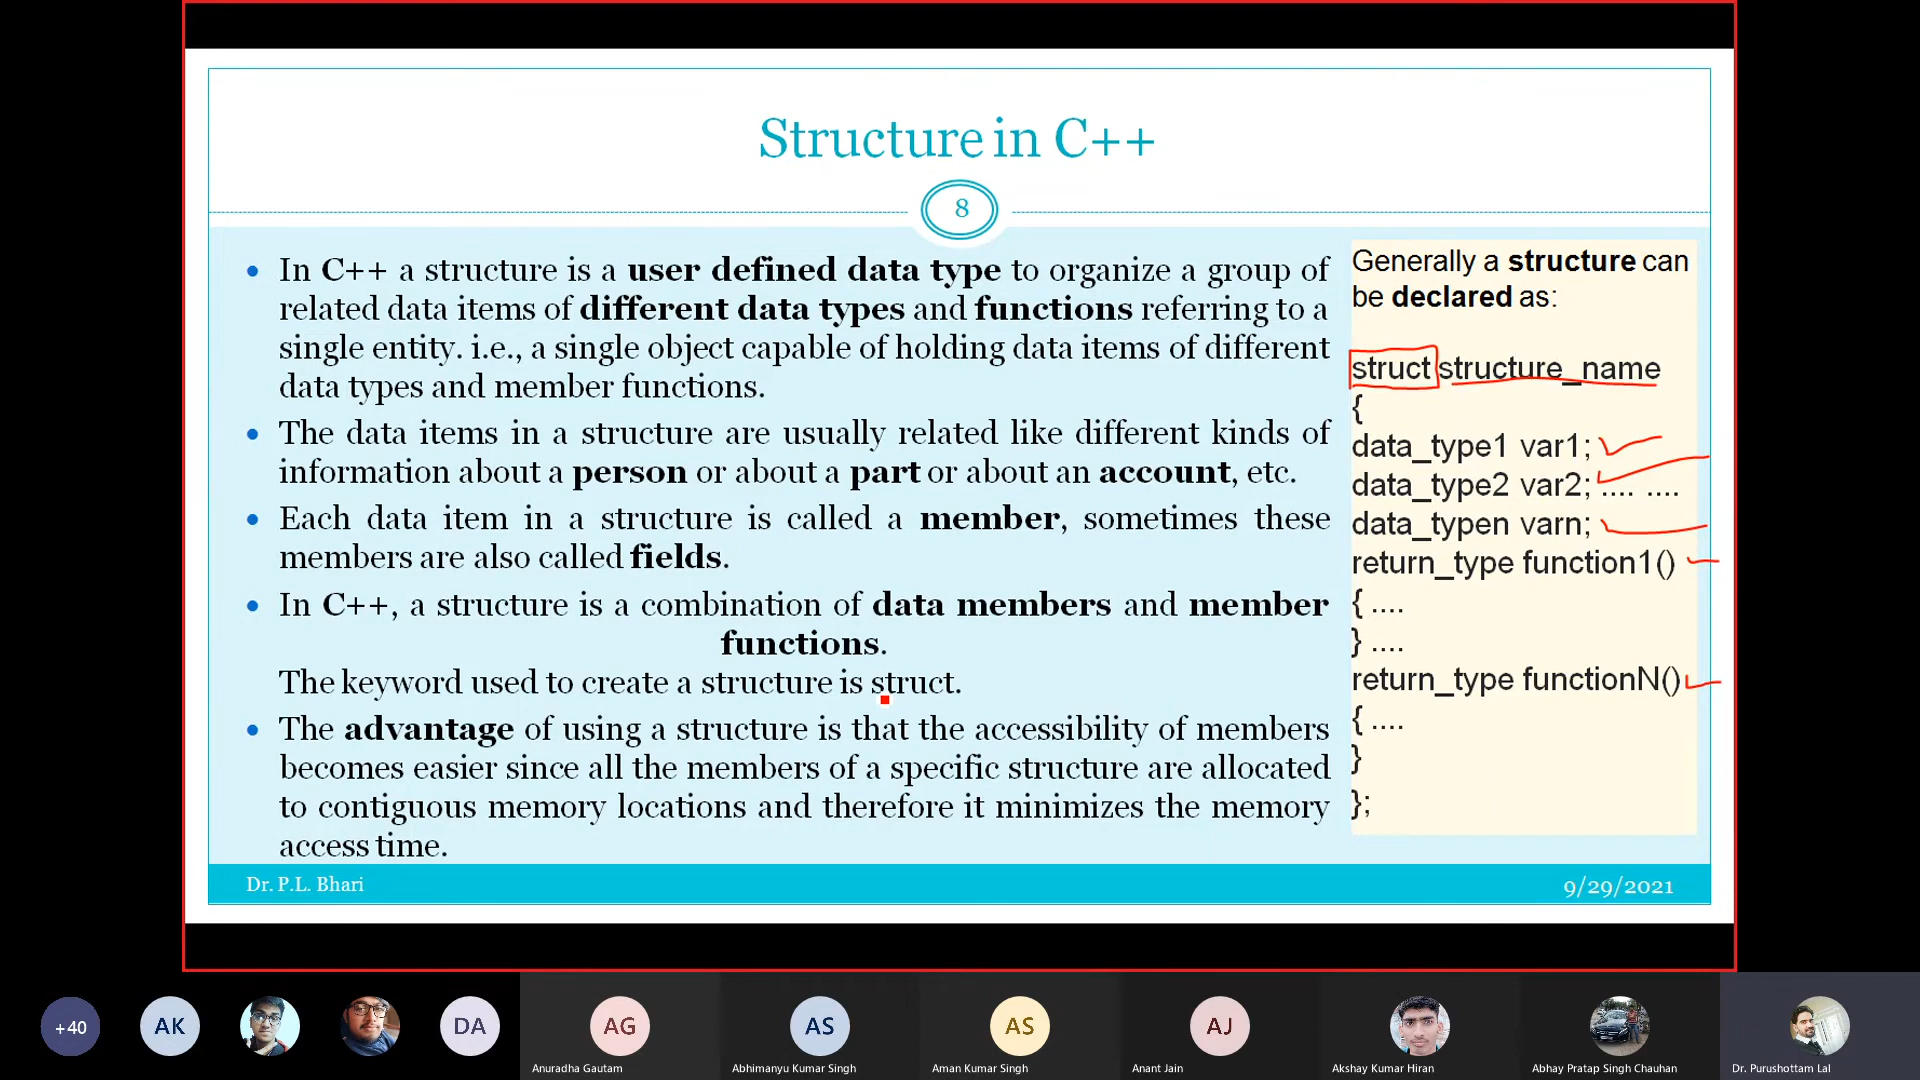 Structure in C++
8
• In C++ a structure is a user defined data type to organize a group of
related data items of different data types and functions referring to a
single entity. i.e., a single object capable of holding data items of different
data types and member functions.
• The data items in a structure are usually related like different kinds of
information about a person or about a part or about an account, etc.
• Each data item in a structure is called a member, sometimes these
members are also called fields.
• In C++, a structure is a combination of data members and member
functions.
The keyword used to create a structure is struct.
• The advantage of using a structure is that the accessibility of members
becomes easier since all the members of a specific structure are allocated
to contiguous memory locations and therefore it minimizes the memory
access time.
Generally a structure can
be declared as:
struct structure_name
{
data_type1 var1;
data_type2 var2; .... ....
data_typen varn;
return_type function1()
{ ....
} ....
return_type functionN()
{ ....
}
};
Dr. P.L. Bhari
9/29/2021
+40
AK
DA
AG
AS
AS
AJ
Anuradha Gautam
Abhimanyu Kumar Singh
Aman Kumar Singh
Anant Jain
Akshay Kumar Hiran
Abhay Pratap Singh Chauhan
Dr. Purushottam Lal